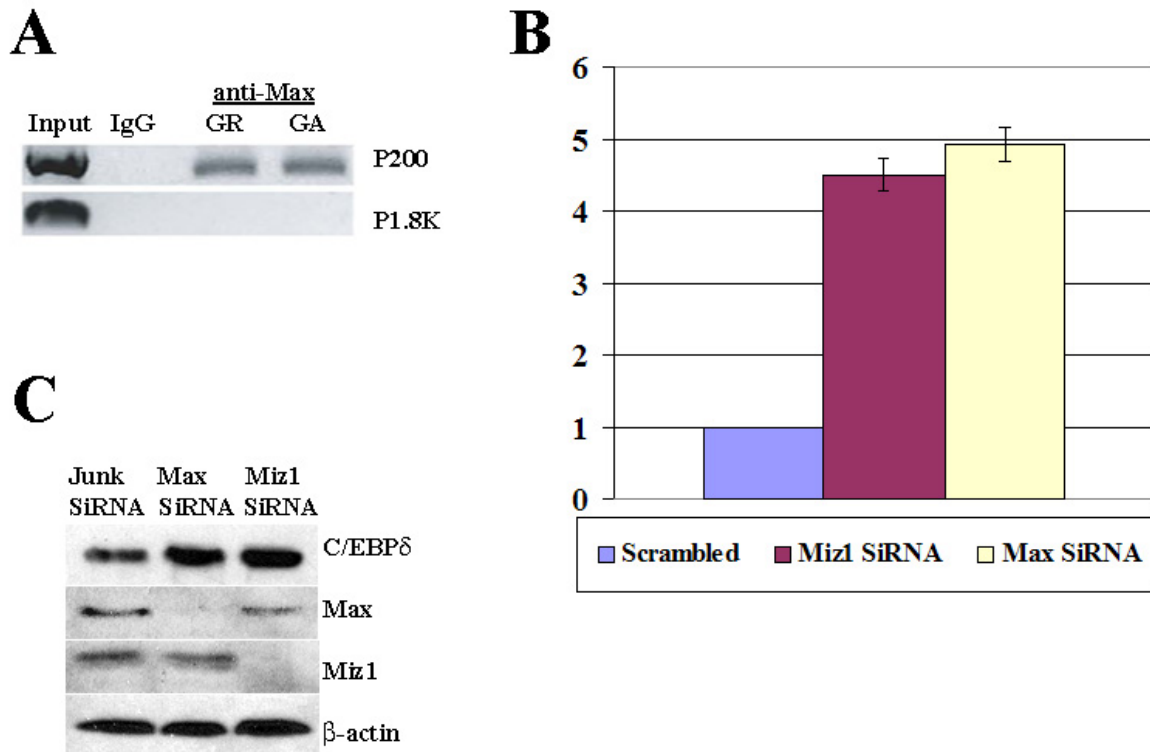 A
anti-Max
Input IgG GR GA
P200
P1.8K
B
6
5
4
3
2
1
0
Scrambled Miz1 SiRNA Max SiRNA
C
Junk Max Miz1
SiRNA SiRNA SiRNA
C/EBPδ
Max
Miz1
β-actin